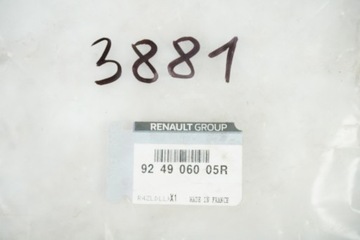 3881
RENAULT GROUP
92 49 060 05R
X1 MADE IN FRANCE